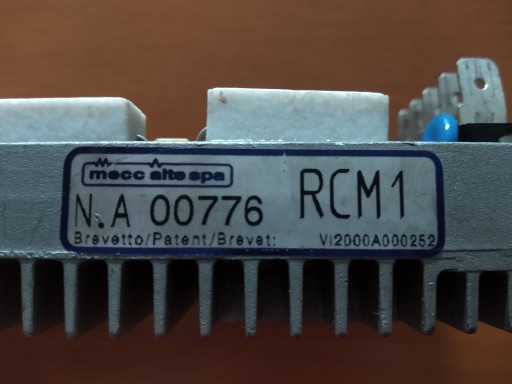 mecc alte spa
N.A 00776 RCM1
Brevetto/Patent/Brevet: VI2000A000252